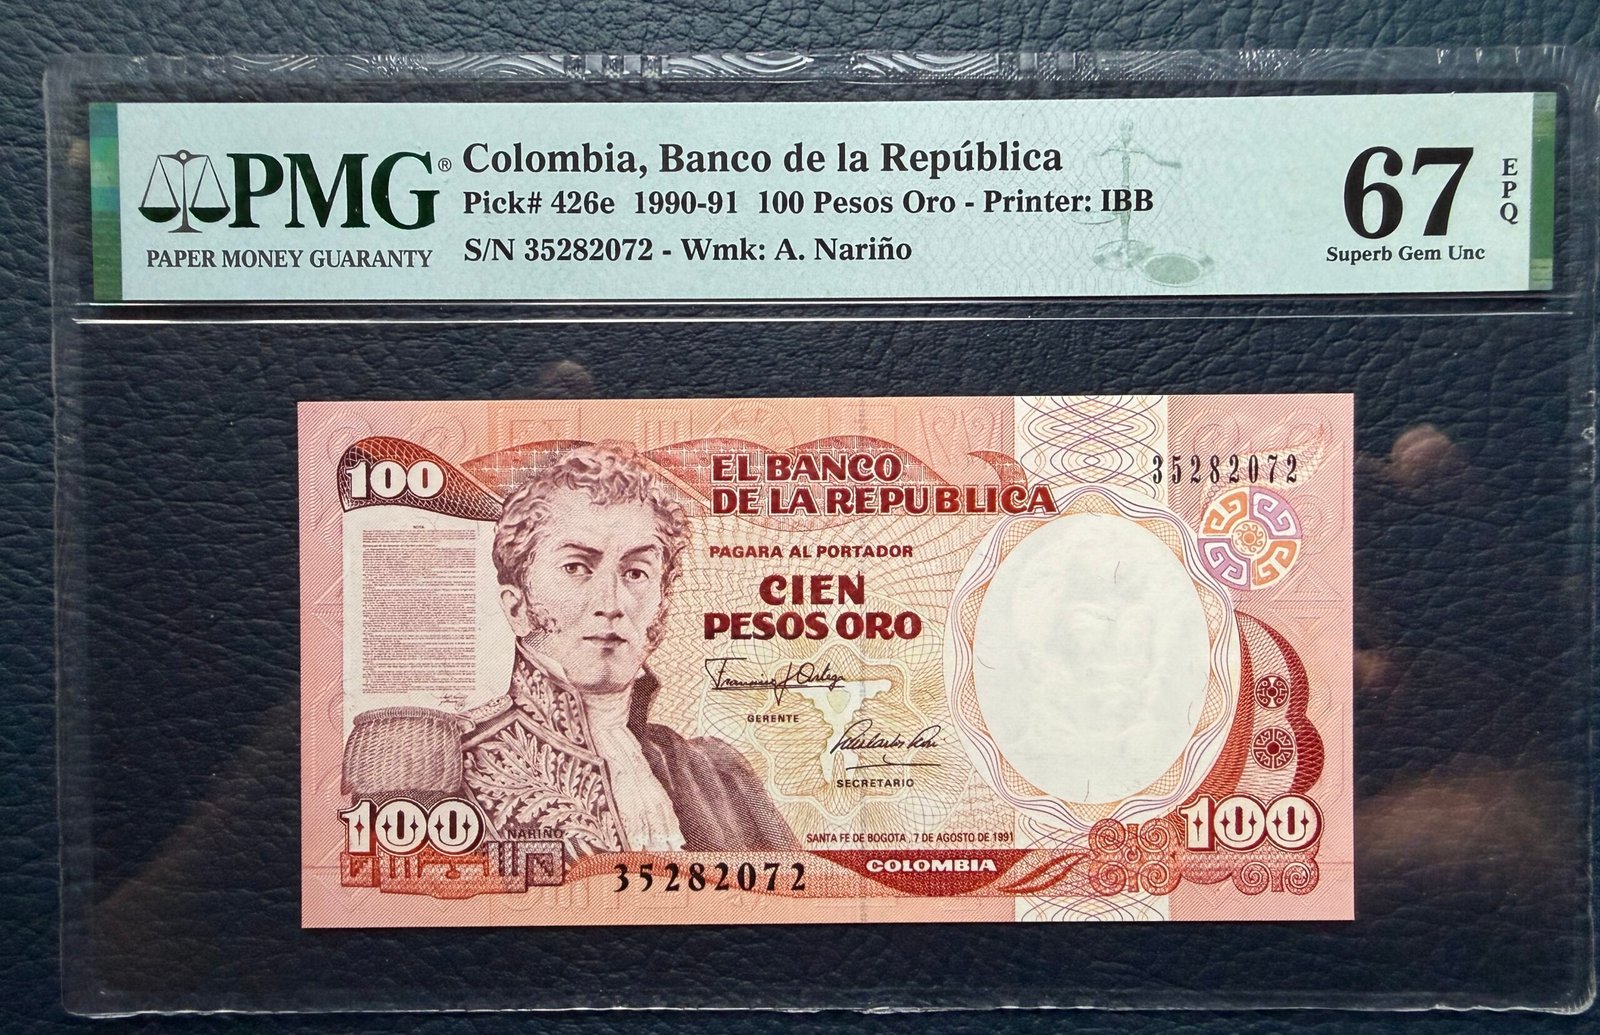 PMG®
PAPER MONEY GUARANTY
Colombia, Banco de la República
Pick# 426e 1990-91 100 Pesos Oro - Printer: IBB
S/N 35282072 - Wmk: A. Nariño
67
EPQ
Superb Gem Unc
100
EL BANCO
DE LA REPUBLICA
35282072
PAGARA AL PORTADOR
CIEN
PESOS ORO
GERENTE
SECRETARIO
SANTA FE DE BOGOTA, 7 DE AGOSTO DE 1991
100
NARIÑO
100
35282072
COLOMBIA